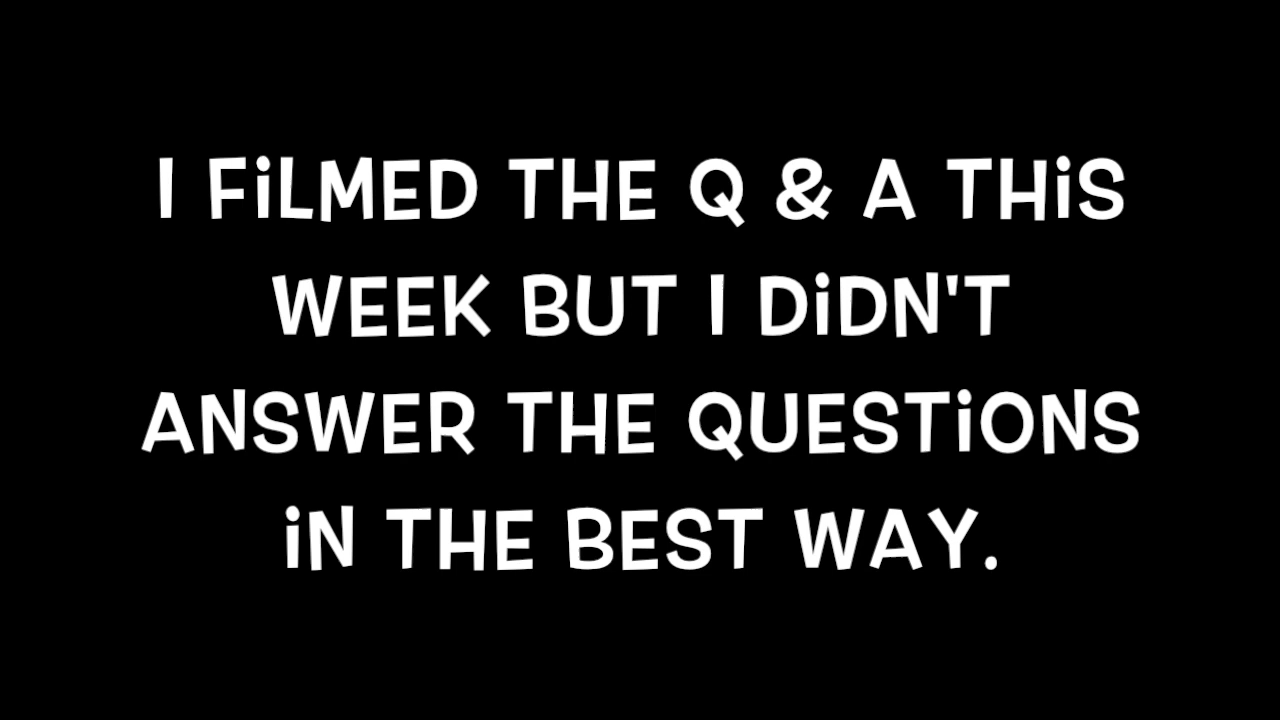 I FiLMED THE Q & A THiS
WEEK BUT I DiDN'T
ANSWER THE QUESTiONS
iN THE BEST WAY.